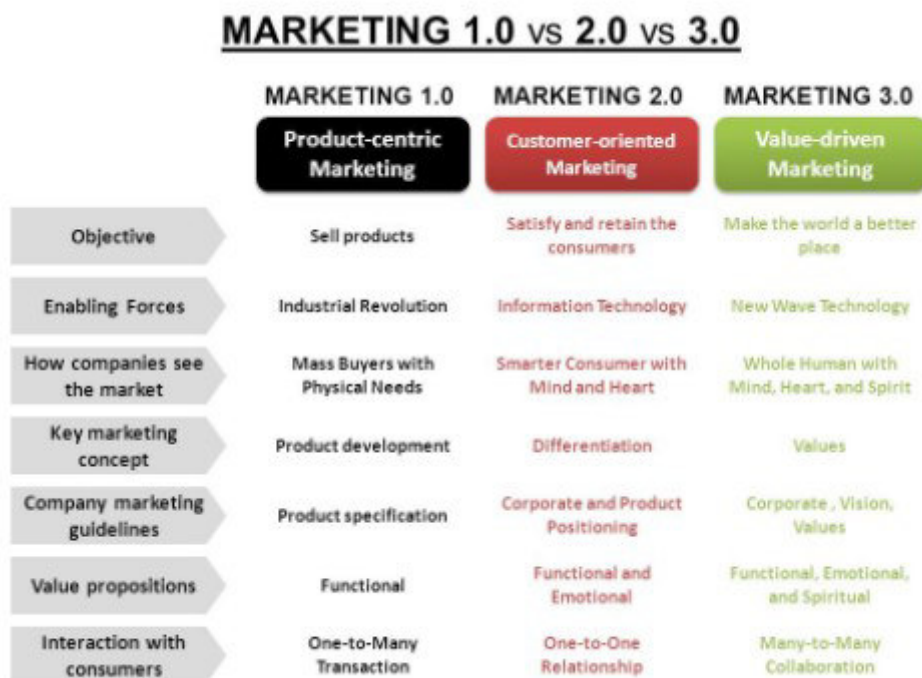 MARKETING 1.0 vs 2.0 vs 3.0
MARKETING 1.0 MARKETING 2.0 MARKETING 3.0
Product-centric Marketing
Customer-oriented Marketing
Value-driven Marketing
Objective
Sell products
Satisfy and retain the
consumers
Make the world a better
place
Enabling Forces
Industrial Revolution
Information Technology
New Wave Technology
How companies see
the market
Mass Buyers with
Physical Needs
Smarter Consumer with
Mind and Heart
Whole Human with
Mind, Heart, and Spirit
Key marketing
concept
Product development
Differentiation
Values
Company marketing
guidelines
Product specification
Corporate and Product
Positioning
Corporate , Vision,
Values
Value propositions
Functional
Functional and
Emotional
Functional, Emotional,
and Spiritual
Interaction with
consumers
One-to-Many
Transaction
One-to-One
Relationship
Many-to-Many
Collaboration